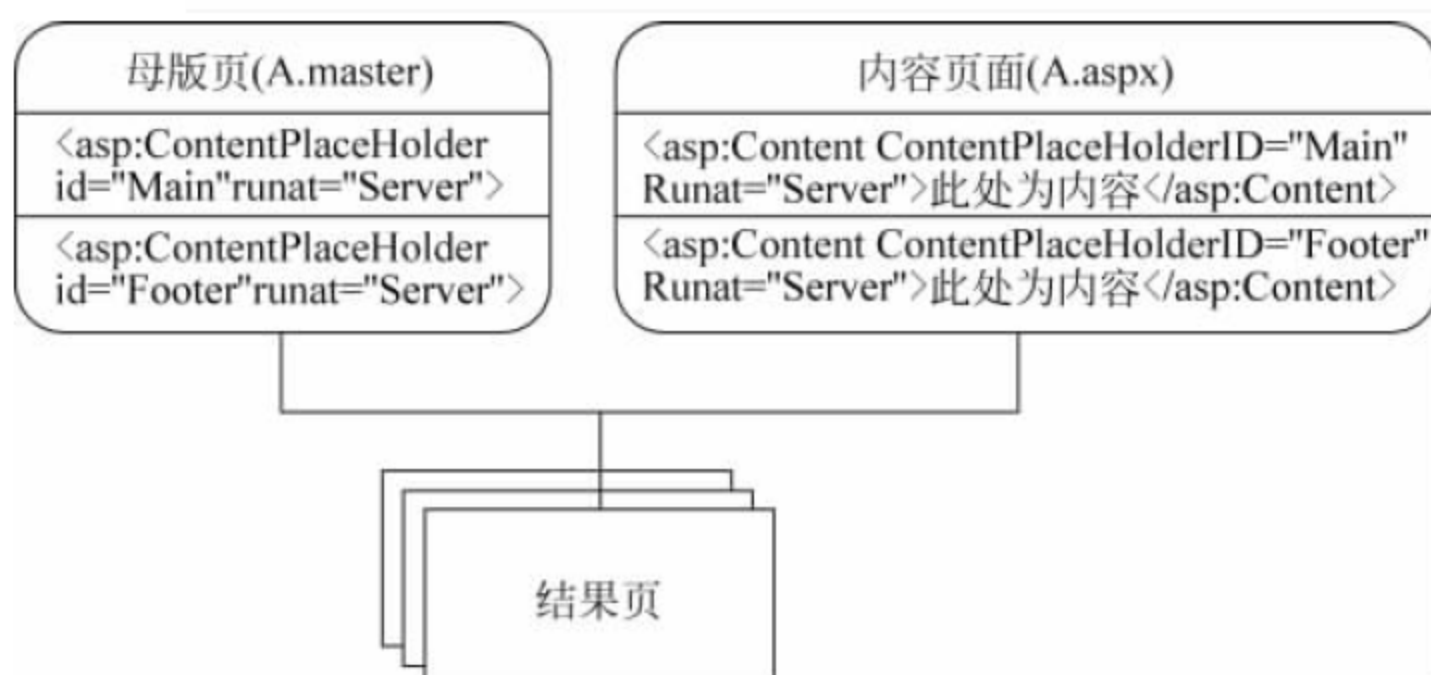 母版页(A.master)
<asp:ContentPlaceHolder
id="Main"runat="Server">
<asp:ContentPlaceHolder
id="Footer"runat="Server">
内容页面(A.aspx)
<asp:Content ContentPlaceHolderID="Main"
Runat="Server">此处为内容</asp:Content>
<asp:Content ContentPlaceHolderID="Footer"
Runat="Server">此处为内容</asp:Content>
结果页